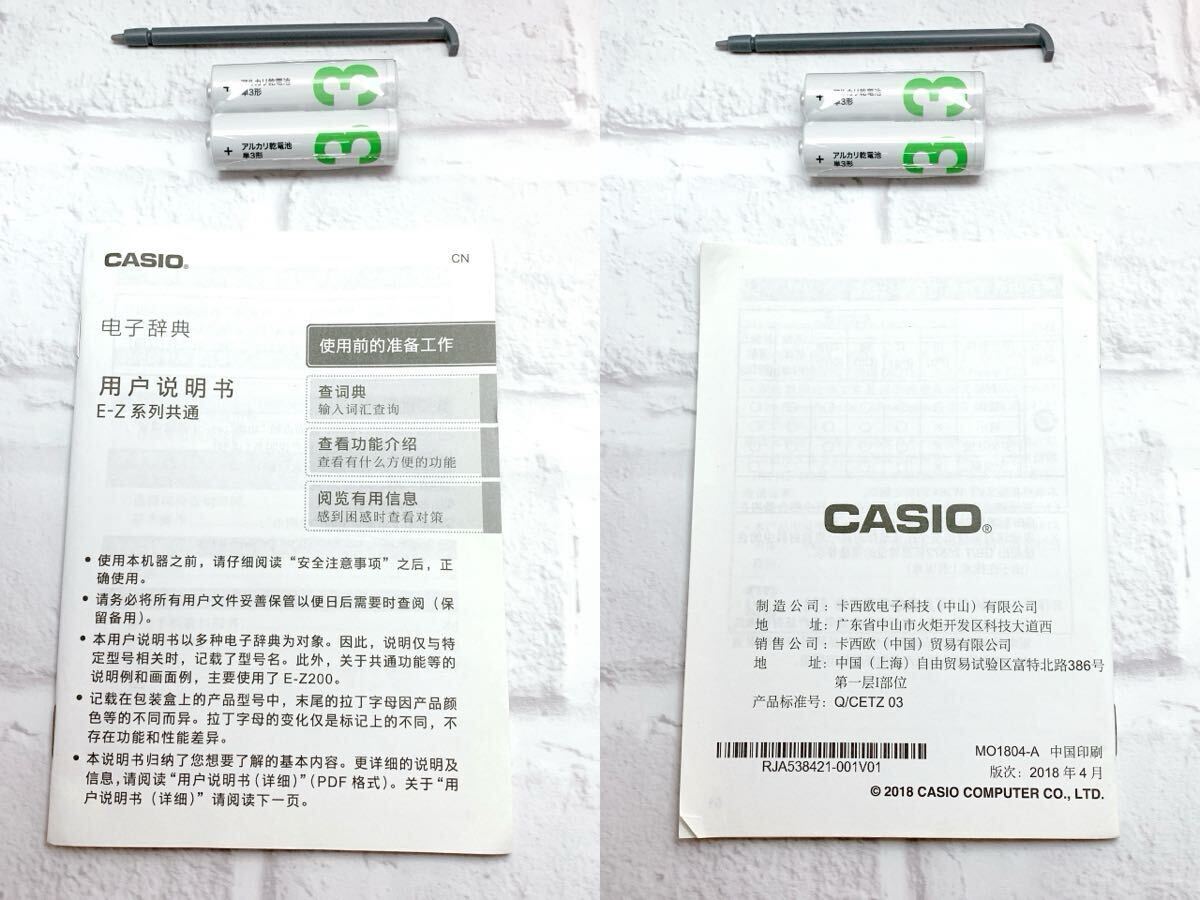 アルカリ乾電池
単3形
3
アルカリ乾電池
単3形
3
CASIO®
CN
电子辞典
用户说明书
E-Z 系列共通
使用前的准备工作
查词典
输入词汇查询
查看功能介绍
查看有什么方便的功能
阅览有用信息
感到困惑时查看对策
• 使用本机器之前，请仔细阅读“安全注意事项”之后，正
确使用。
• 请务必将所有用户文件妥善保管以便日后需要时查阅（保
留备用）。
• 本用户说明书以多种电子辞典为对象。因此，说明仅与特
定型号相关时，记载了型号名。此外，关于共通功能等的
说明例和画面例，主要使用了 E-Z200。
• 记载在包装盒上的产品型号中，末尾的拉丁字母因产品颜
色等的不同而异。拉丁字母的变化仅是标记上的不同，不
存在功能和性能差异。
• 本说明书归纳了您想要了解的基本内容。更详细的说明及
信息，请阅读“用户说明书（详细）”（PDF 格式）。关于“用
户说明书（详细）”请阅读下一页。
アルカリ乾電池
単3形
3
アルカリ乾電池
単3形
3
CASIO®
制造公司：卡西欧电子科技（中山）有限公司
地　　址：广东省中山市火炬开发区科技大道西
销售公司：卡西欧（中国）贸易有限公司
地　　址：中国（上海）自由贸易试验区富特北路386号
第一层I部位
产品标准号：Q/CETZ 03
RJA538421-001V01
MO1804-A 中国印刷
版次：2018 年 4 月
© 2018 CASIO COMPUTER CO., LTD.